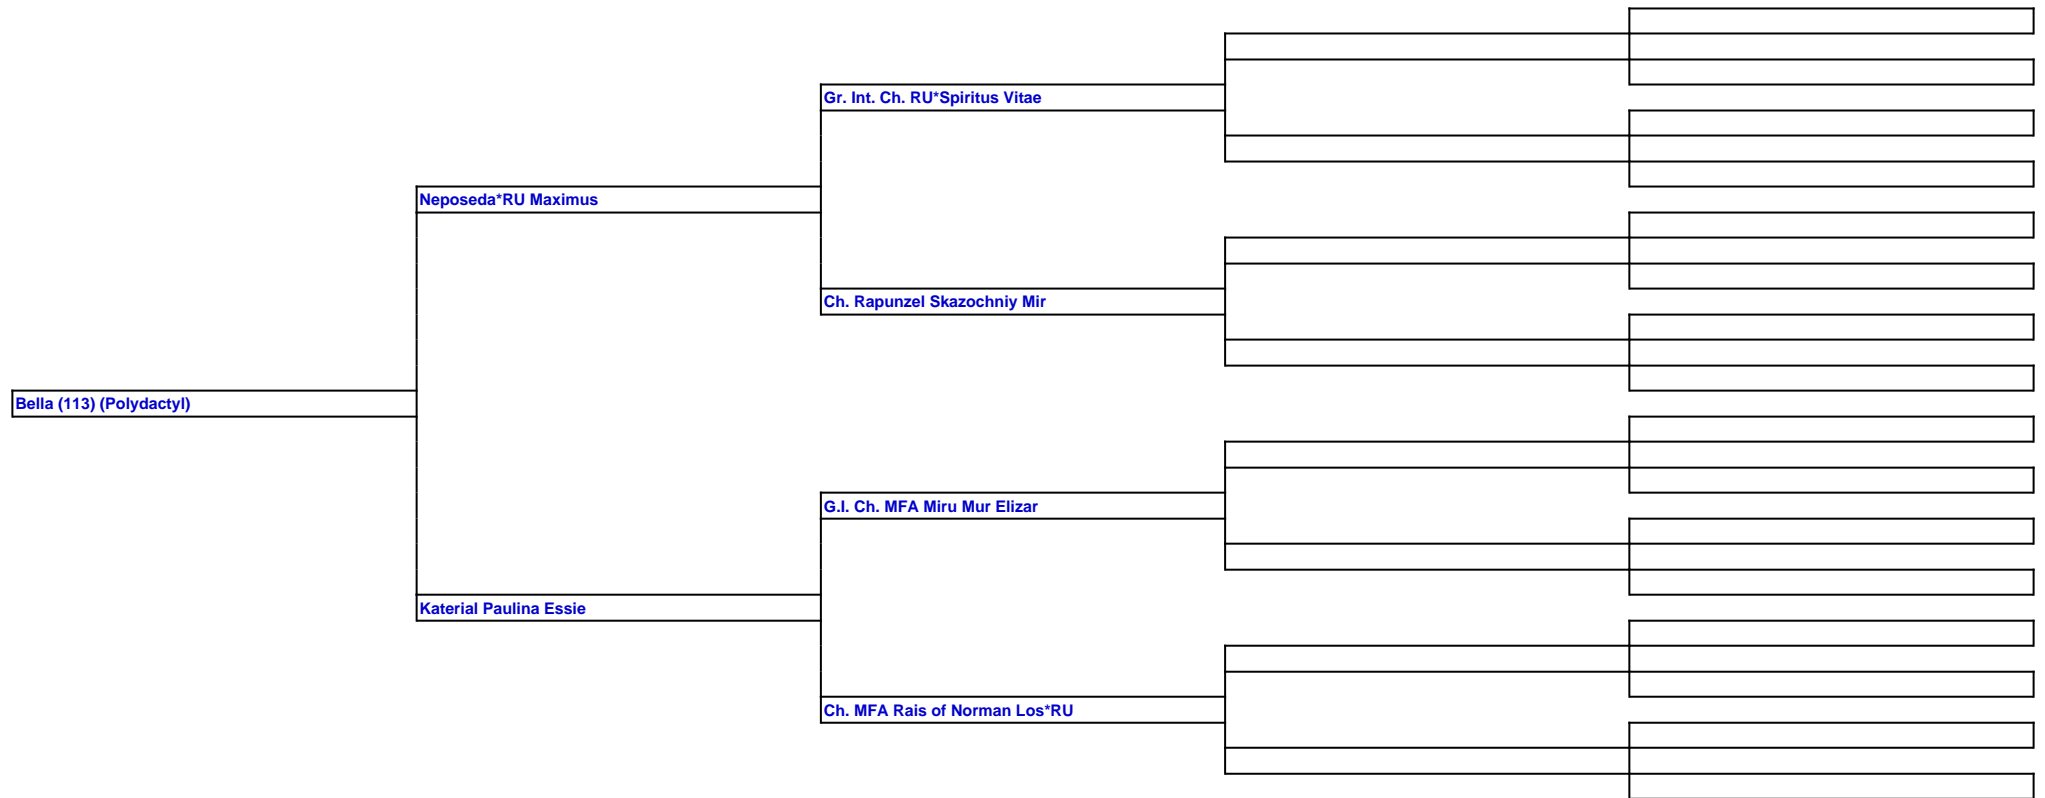 Gr. Int. Ch. RU*Spiritus Vitae
Neposeda*RU Maximus
Ch. Rapunzel Skazochniy Mir
Bella (113) (Polydactyl)
G.I. Ch. MFA Miru Mur Elizar
Katerial Paulina Essie
Ch. MFA Rais of Norman Los*RU